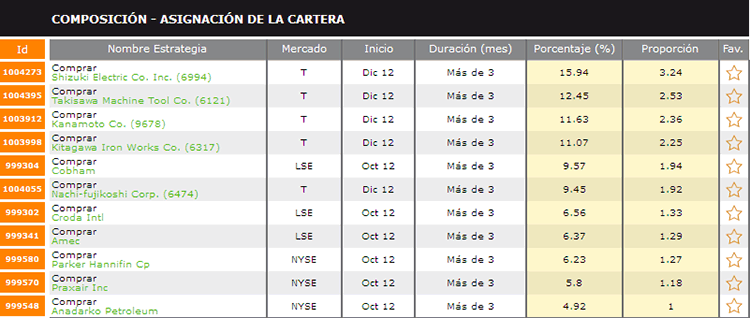 COMPOSICIÓN - ASIGNACIÓN DE LA CARTERA
Id Nombre Estrategia Mercado Inicio Duración (mes) Porcentaje (%) Proporción Fav.
1004273 Comprar T Dic 12 Más de 3 15.94 3.24
Shizuki Electric Co. Inc. (6994)
1004395 Comprar T Dic 12 Más de 3 12.45 2.53
Takisawa Machine Tool Co. (6121)
1003912 Comprar T Dic 12 Más de 3 11.63 2.36
Kanamoto Co. (9678)
1003998 Comprar T Dic 12 Más de 3 11.07 2.25
Kitagawa Iron Works Co. (6317)
999304 Comprar LSE Oct 12 Más de 3 9.57 1.94
Cobham
1004055 Comprar T Dic 12 Más de 3 9.45 1.92
Nachi-fujikoshi Corp. (6474)
999302 Comprar LSE Oct 12 Más de 3 6.56 1.33
Croda Intl
999341 Comprar LSE Oct 12 Más de 3 6.37 1.29
Amec
999580 Comprar NYSE Oct 12 Más de 3 6.23 1.27
Parker Hannifin Cp
999570 Comprar NYSE Oct 12 Más de 3 5.8 1.18
Praxair Inc
999548 Comprar NYSE Oct 12 Más de 3 4.92 1
Anadarko Petroleum